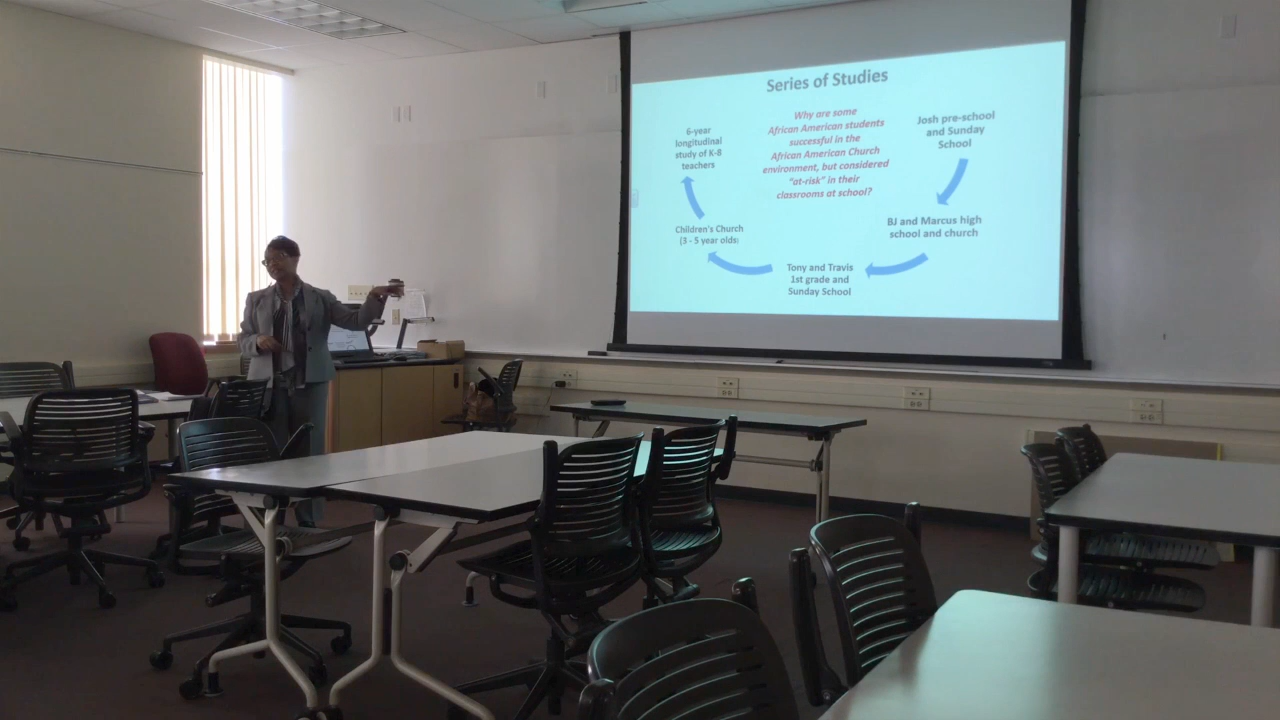 Series of Studies
Why are some
African American students
successful in the
African American Church
environment, but considered
"at-risk" in their
classrooms at school?
Josh pre-school
and Sunday
School
BJ and Marcus high
school and church
Tony and Travis
1st grade and
Sunday School
Children's Church
(3 - 5 year olds)
6-year
longitudinal
study of K-8
teachers